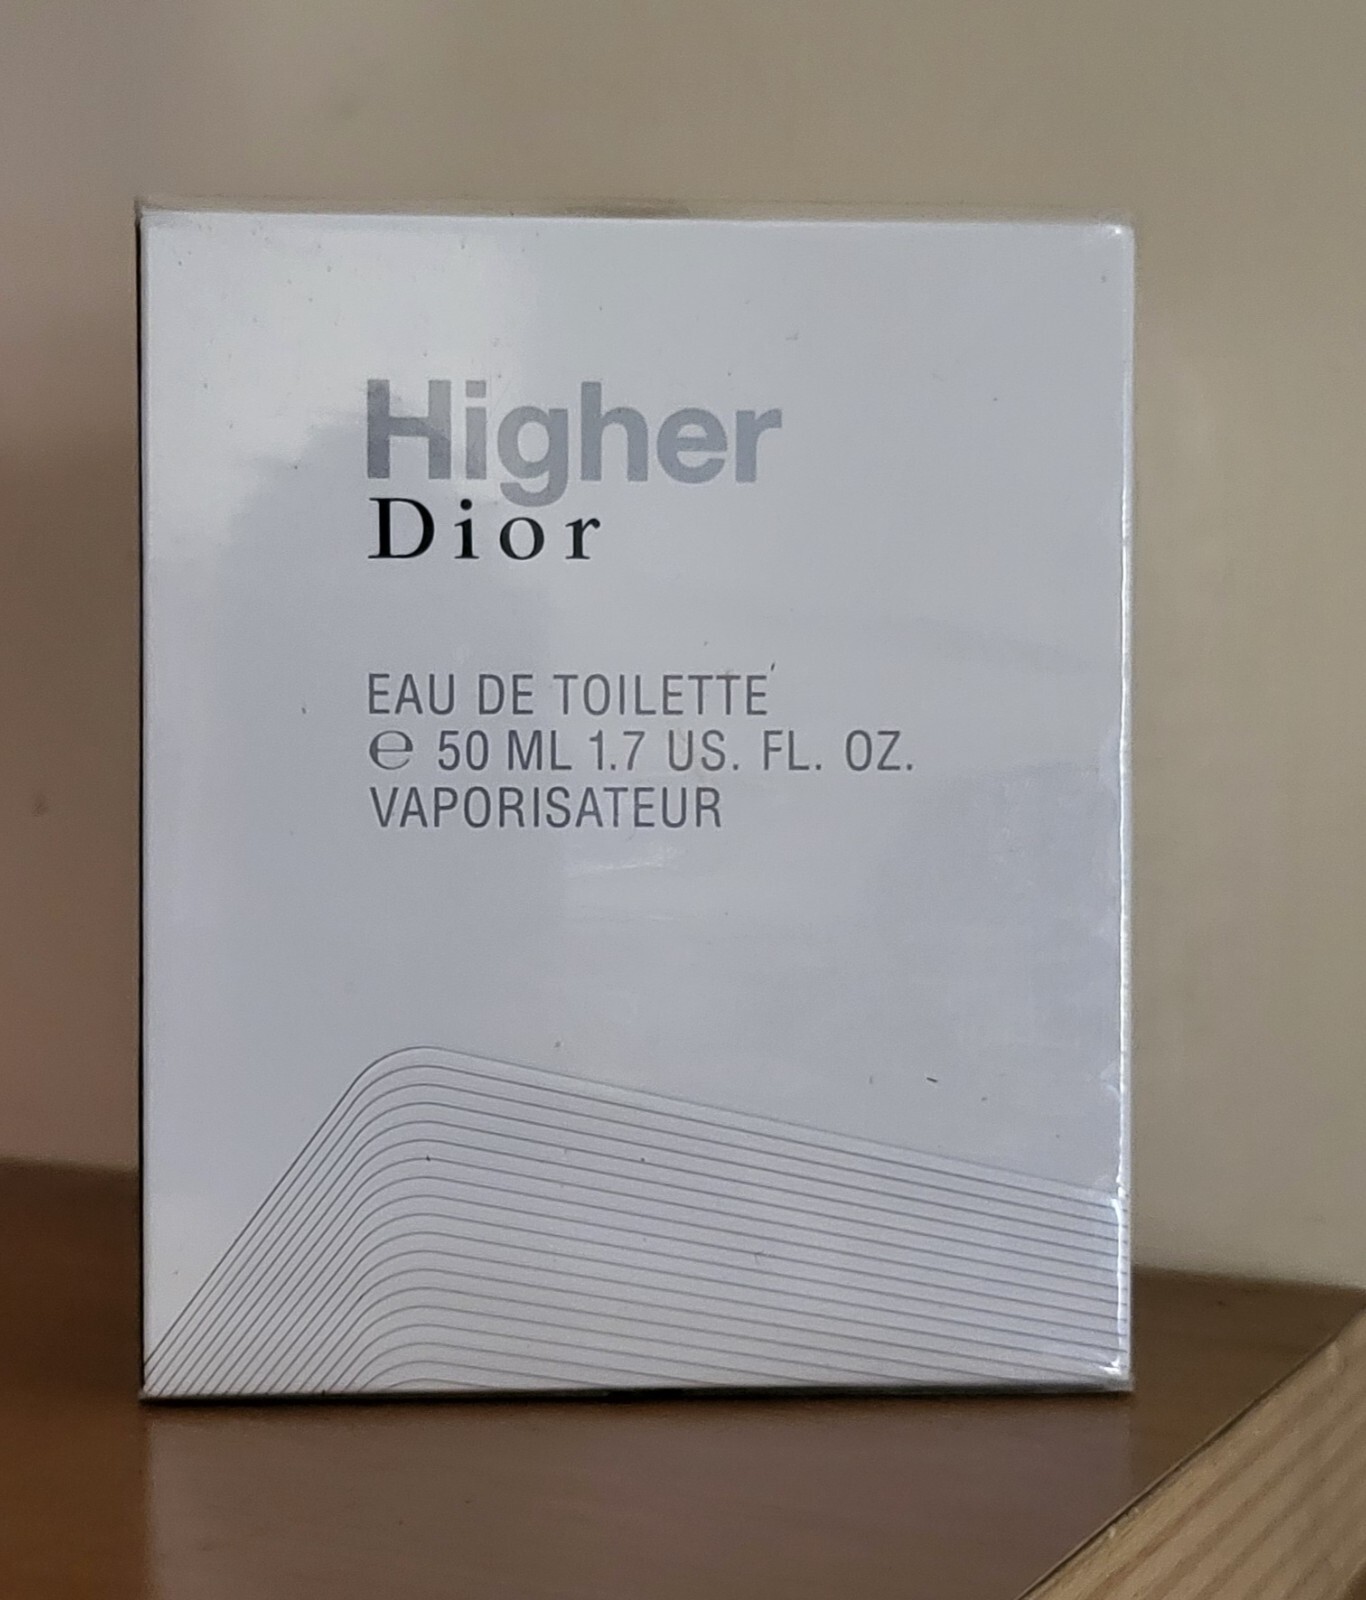 Higher
Dior
EAU DE TOILETTE
℮ 50 ML 1.7 US. FL. OZ.
VAPORISATEUR